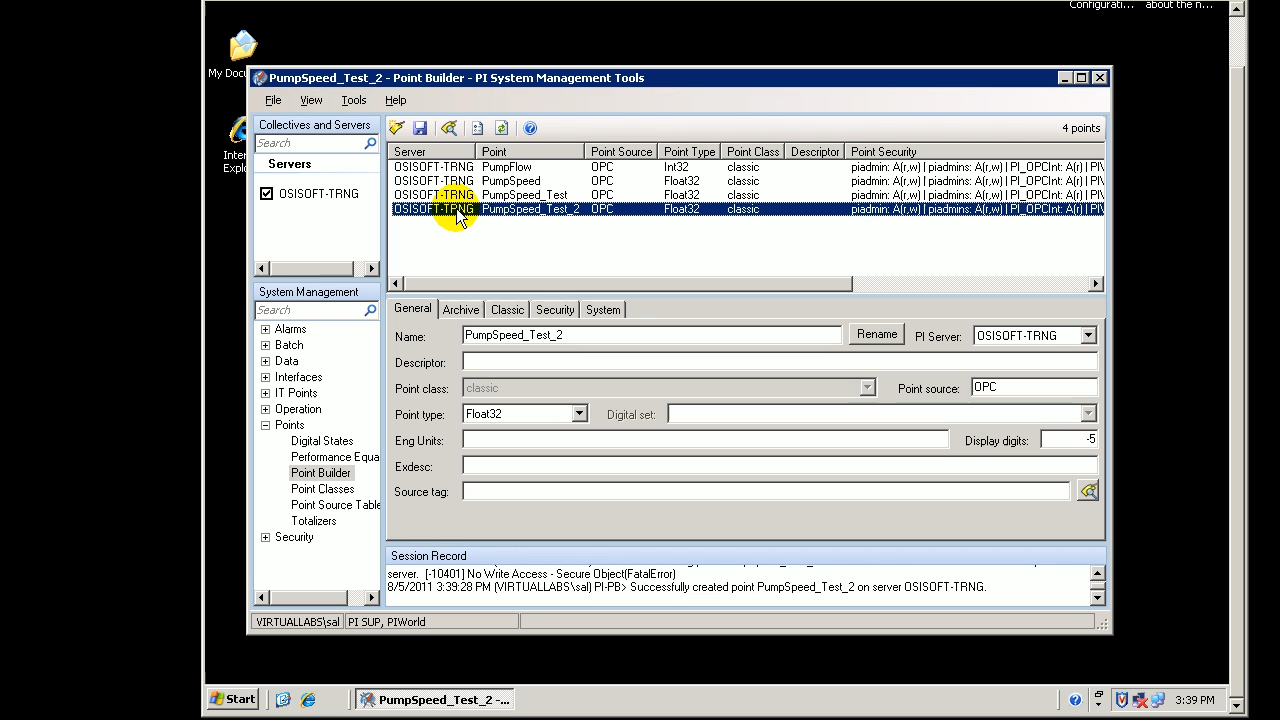 Configurati... about the n...
My Docu
PumpSpeed_Test_2 - Point Builder - PI System Management Tools
File View Tools Help
Inter
Explo
Collectives and Servers
Search
Servers
OSISOFT-TRNG
4 points
Server Point Point Source Point Type Point Class Descriptor Point Security
OSISOFT-TRNG PumpFlow OPC Int32 classic piadmin: A(r,w) | piadmins: A(r,w) | PI_OPCInt: A(r) | PIV
OSISOFT-TRNG PumpSpeed OPC Float32 classic piadmin: A(r,w) | piadmins: A(r,w) | PI_OPCInt: A(r) | PIV
OSISOFT-TRNG PumpSpeed_Test OPC Float32 classic piadmin: A(r,w) | piadmins: A(r,w) | PI_OPCInt: A(r) | PIV
OSISOFT-TRNG PumpSpeed_Test_2 OPC Float32 classic piadmin: A(r,w) | piadmins: A(r,w) | PI_OPCInt: A(r) | PIV
System Management
Search
Alarms
Batch
Data
Interfaces
IT Points
Operation
Points
Digital States
Performance Equa
Point Builder
Point Classes
Point Source Table
Totalizers
Security
General Archive Classic Security System
Name: PumpSpeed_Test_2 Rename PI Server: OSISOFT-TRNG
Descriptor:
Point class: classic Point source: OPC
Point type: Float32 Digital set:
Eng Units: Display digits: -5
Exdesc:
Source tag:
Session Record
server. [-10401] No Write Access - Secure Object(FatalError)
8/5/2011 3:39:28 PM (VIRTUALLABS\sal) PI-PB> Successfully created point PumpSpeed_Test_2 on server OSISOFT-TRNG.
VIRTUALLABS\sal PI SUP, PIWorld
Start PumpSpeed_Test_2 -... 3:39 PM